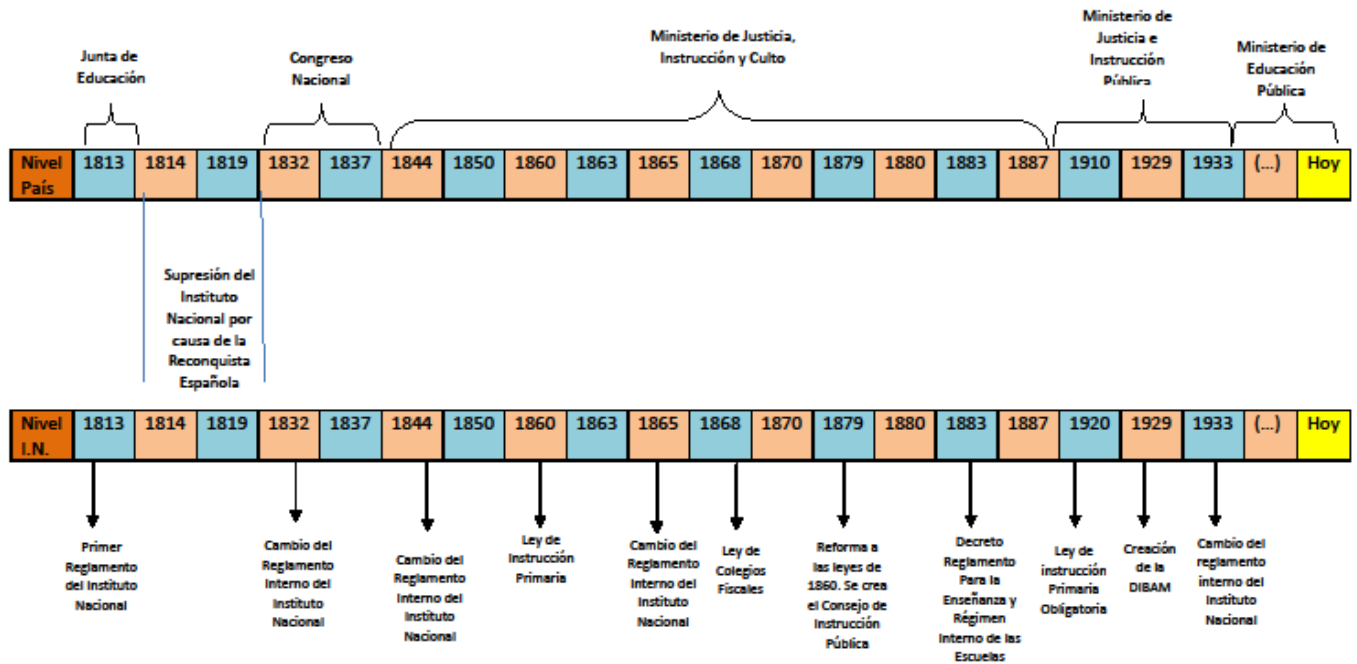 Junta de
Educación
Congreso
Nacional
Ministerio de Justicia,
Instrucción y Culto
Ministerio de
Justicia e
Instrucción
Pública
Ministerio de
Educación
Pública
Nivel País 1813 1814 1819 1832 1837 1844 1850 1860 1863 1865 1868 1870 1879 1880 1883 1887 1910 1929 1933 (...) Hoy
Supresión del
Instituto
Nacional por
causa de la
Reconquista
Española
Nivel I.N. 1813 1814 1819 1832 1837 1844 1850 1860 1863 1865 1868 1870 1879 1880 1883 1887 1920 1929 1933 (...) Hoy
Primer
Reglamento
del Instituto
Nacional
Cambio del
Reglamento
Interno del
Instituto
Nacional
Cambio del
Reglamento
Interno del
Instituto
Nacional
Ley de
Instrucción
Primaria
Cambio del
Reglamento
Interno del
Instituto
Nacional
Ley de
Colegios
Fiscales
Reforma a
las leyes de
1860. Se crea
el Consejo de
Instrucción
Pública
Decreto
Reglamento
Para la
Enseñanza y
Régimen
Interno de las
Escuelas
Ley de
instrucción
Primaria
Obligatoria
Creación
de la
DIBAM
Cambio del
reglamento
interno del
Instituto
Nacional